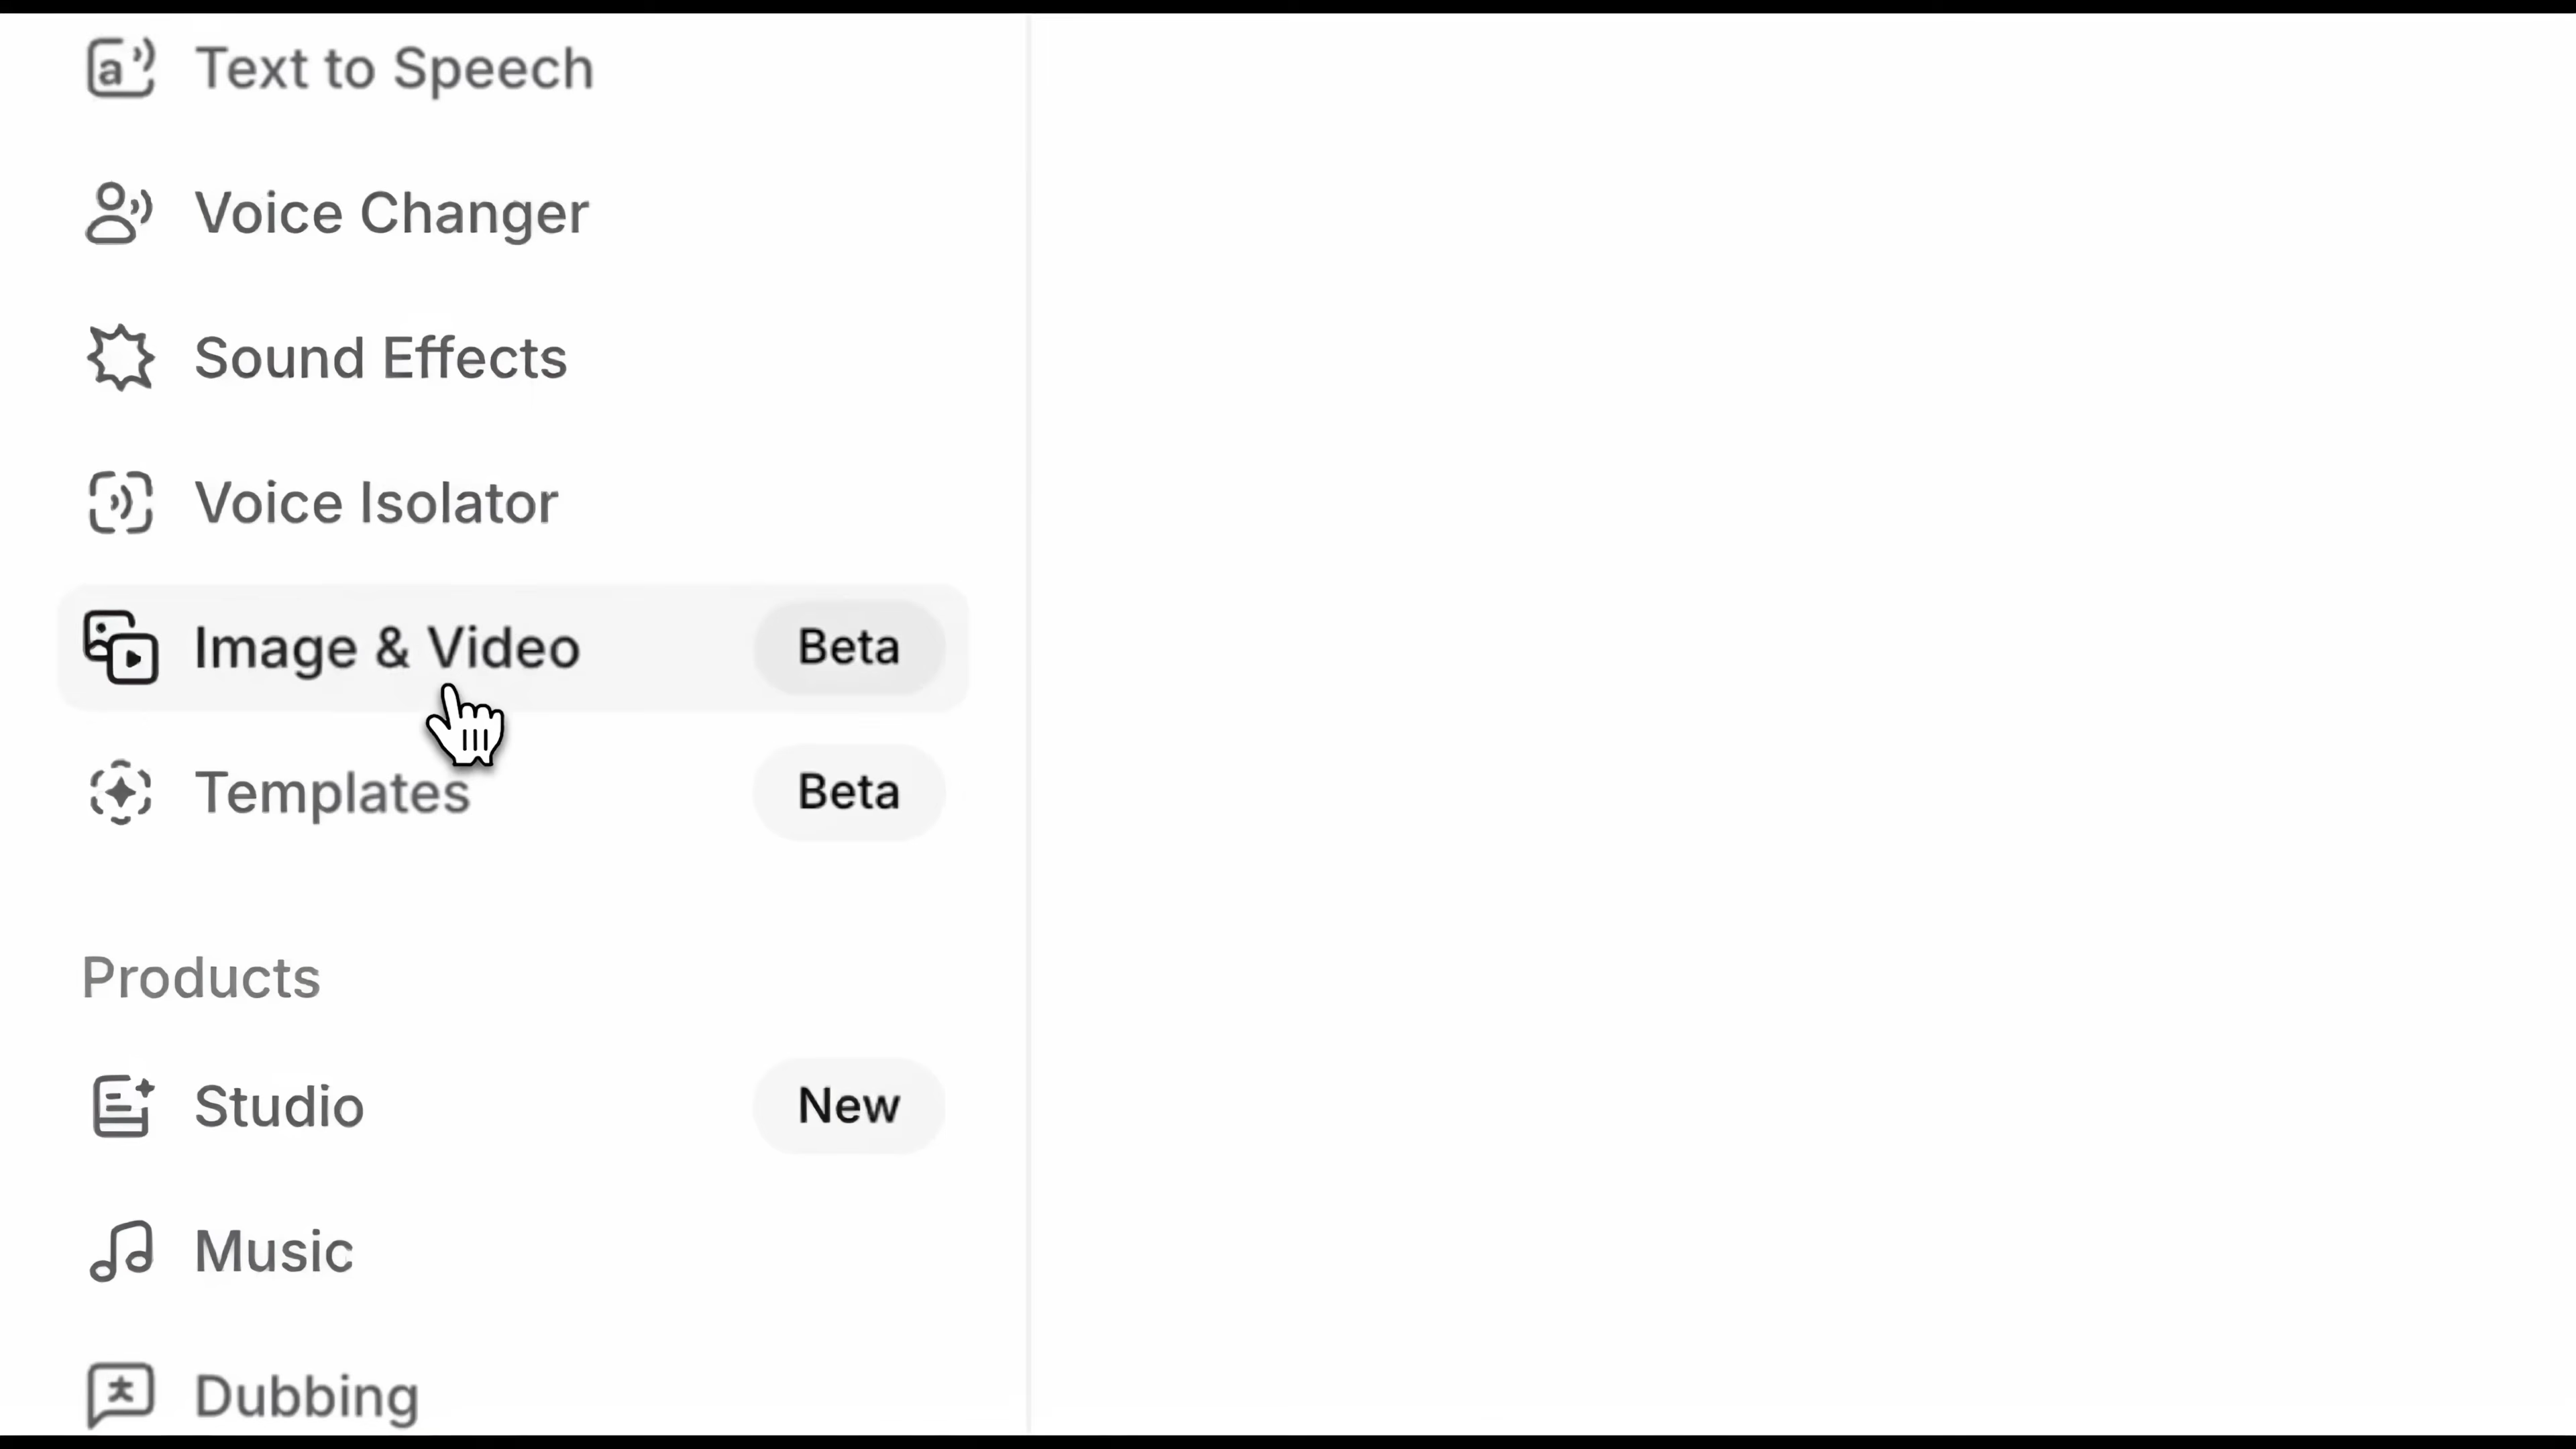 Text to Speech
Voice Changer
Sound Effects
Voice Isolator
Image & Video Beta
Templates Beta
Products
Studio New
Music
Dubbing